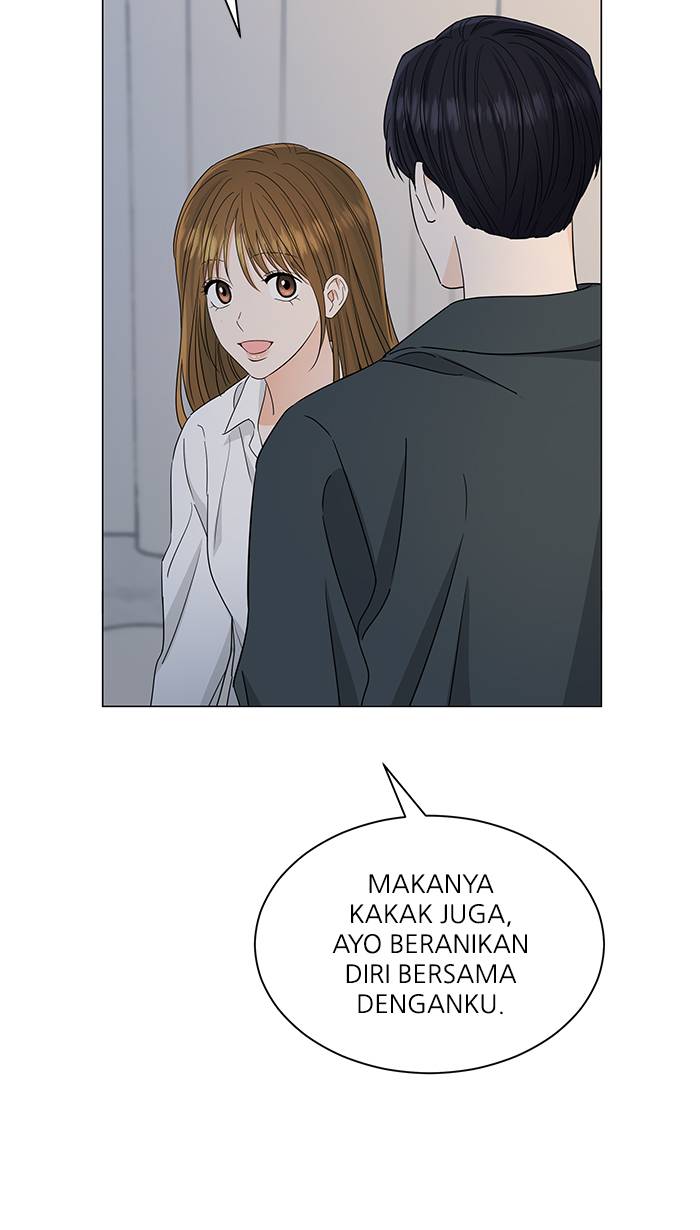 MAKANYA
KAKAK JUGA,
AYO BERANIKAN
DIRI BERSAMA
DENGANKU.